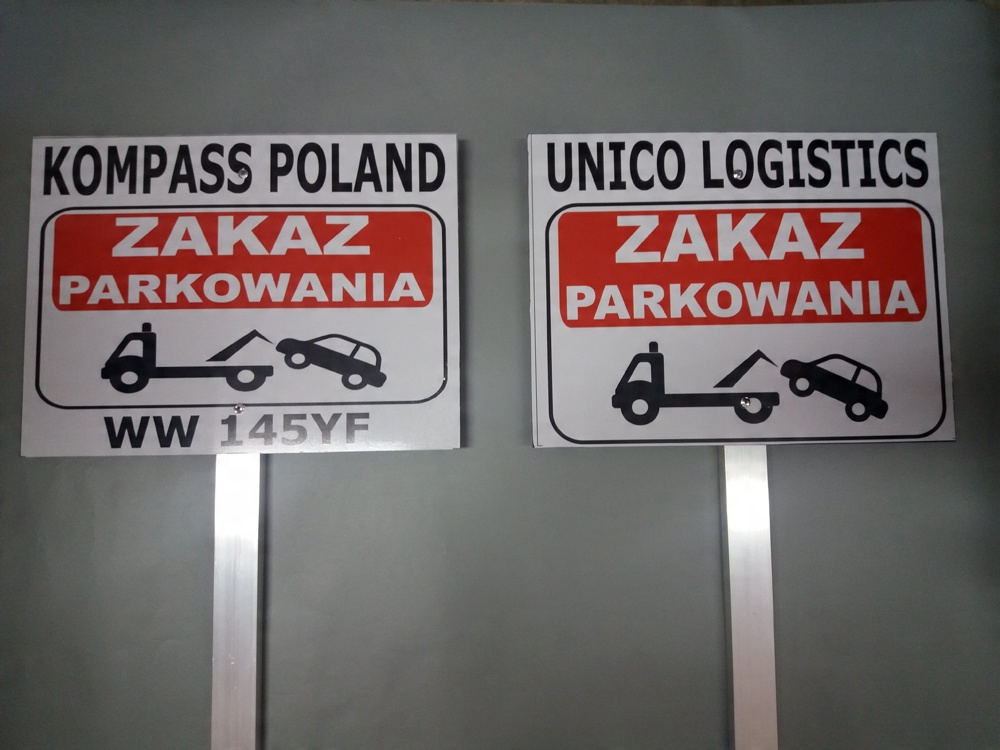 KOMPASS POLAND
ZAKAZ
PARKOWANIA
WW 145YF
UNICO LOGISTICS
ZAKAZ
PARKOWANIA